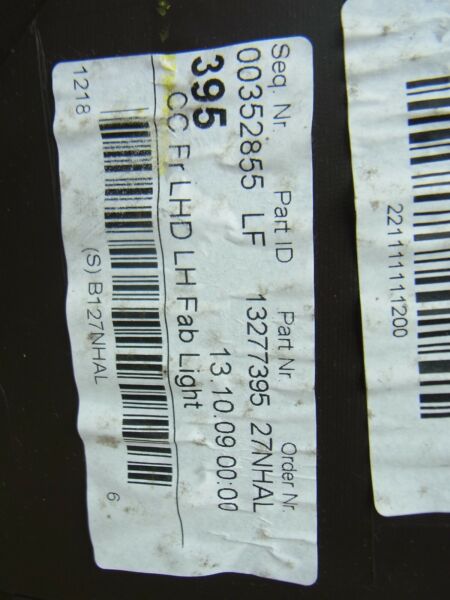 Seq. Nr. Part ID Part Nr. Order Nr.
00352855 LF 13277395 27NHAL
395 13.10.09 00:00
CC Fr LHD LH Fab Light
1218 6
(S) B127NHAL
221111111200